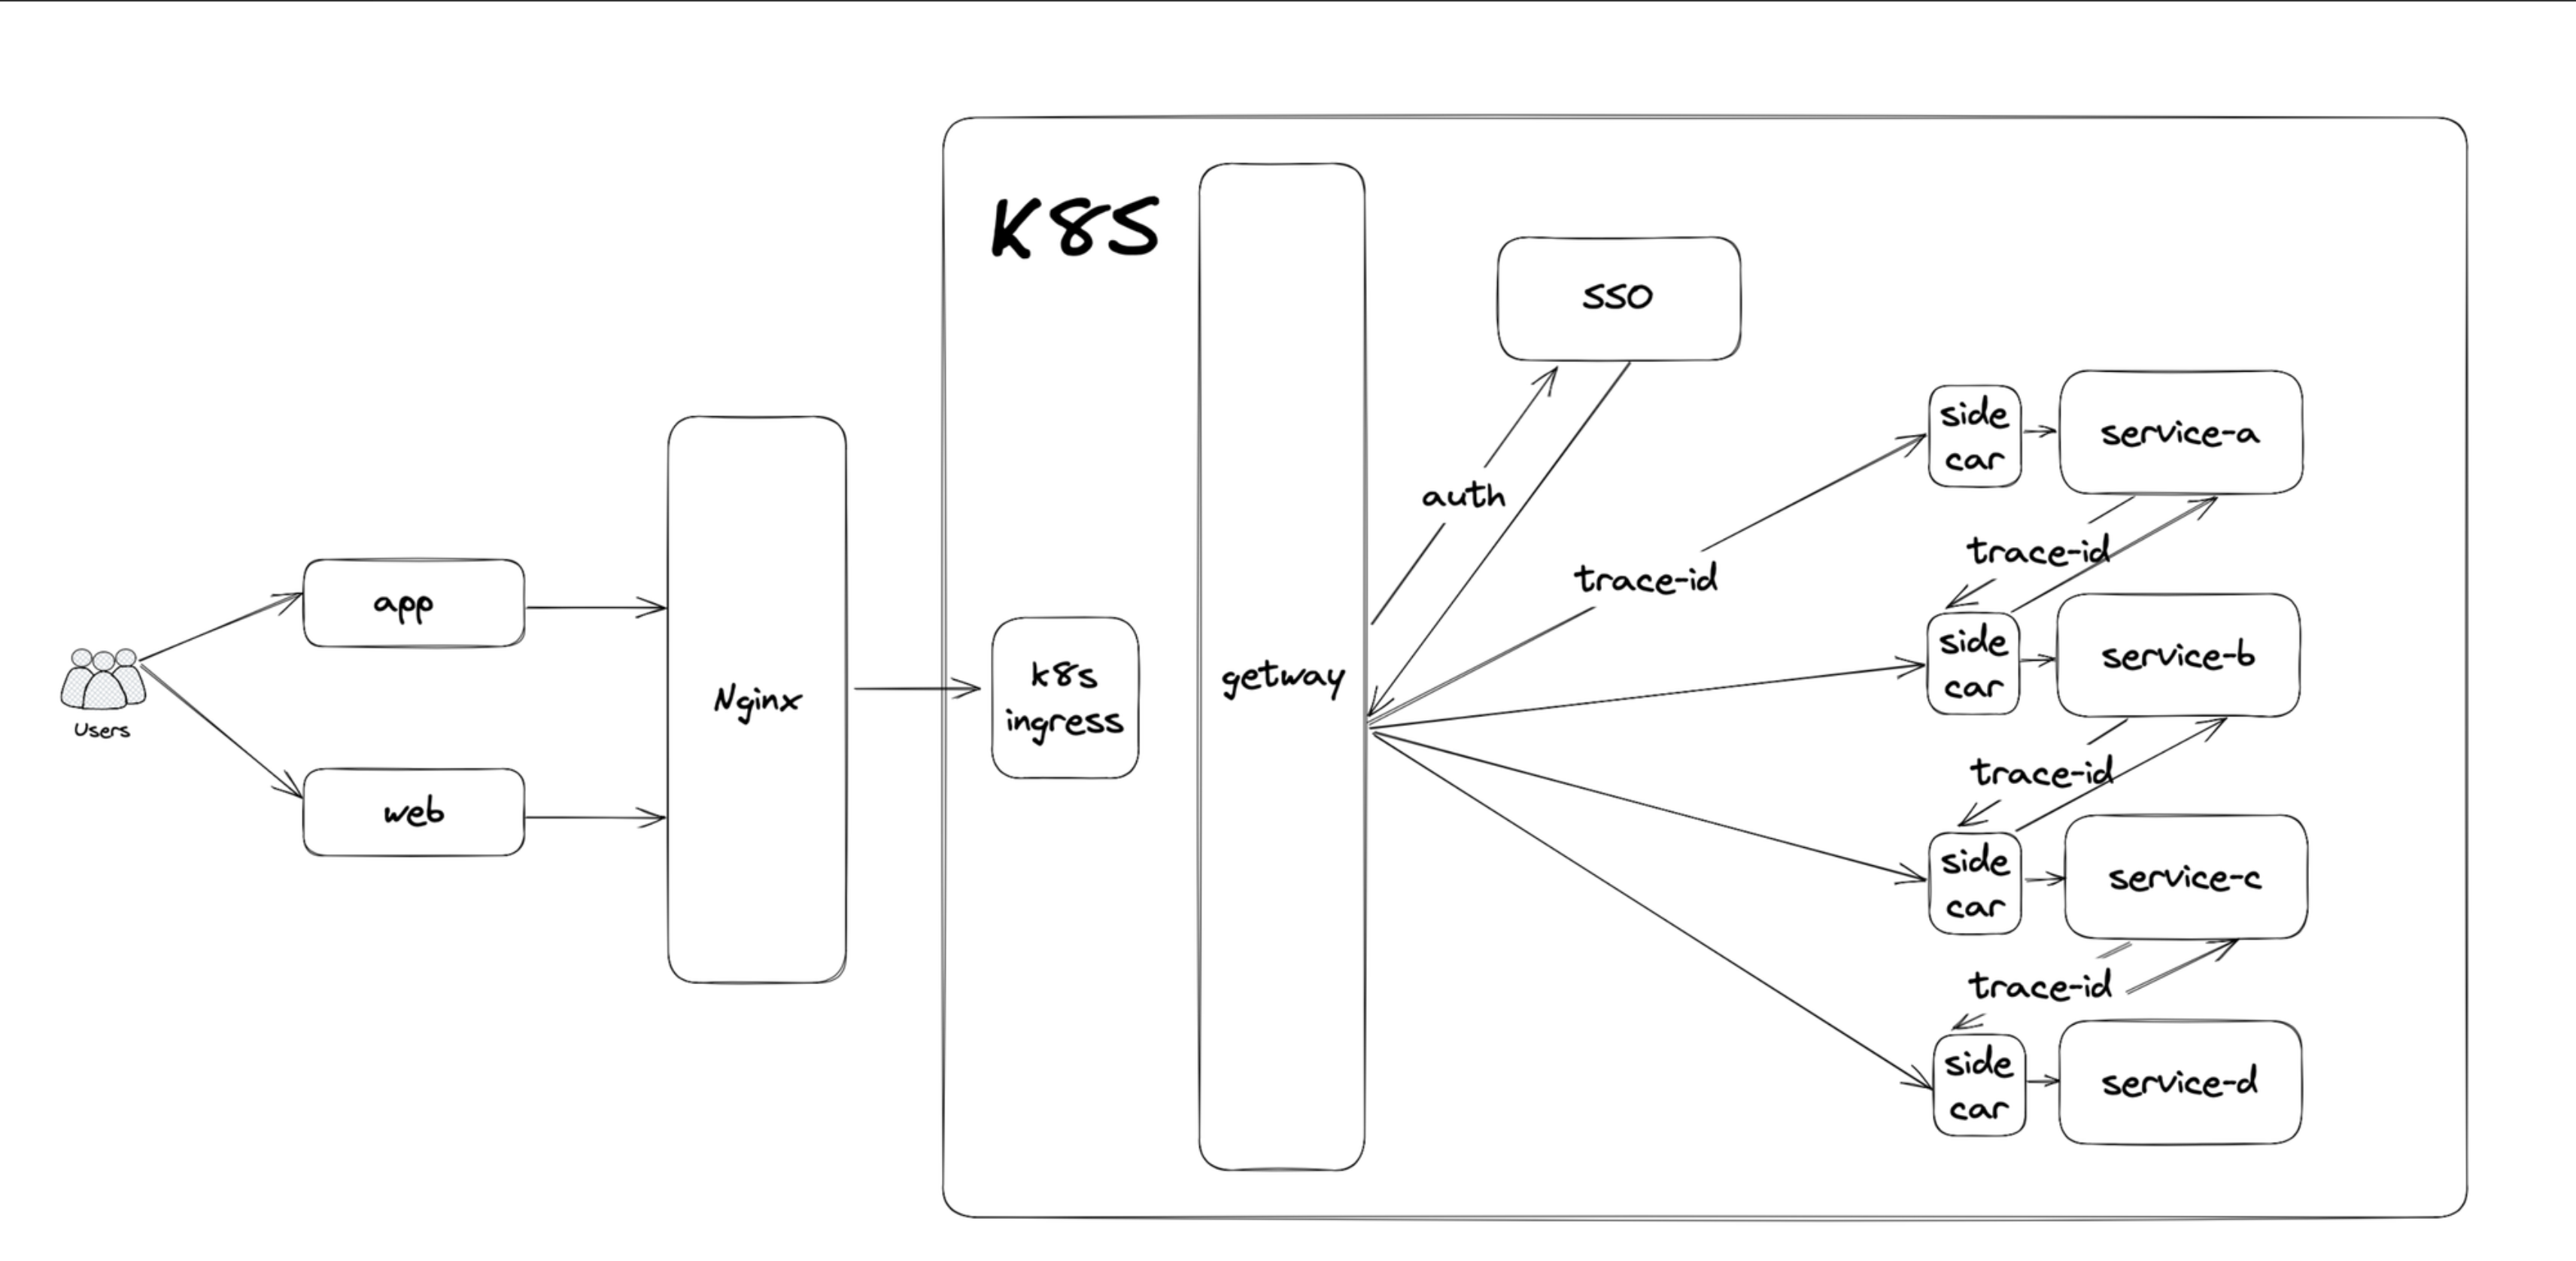 K8S
SSO
side
car
service-a
auth
trace-id
trace-id
app
Users
Nginx
k8s
ingress
getway
side
car
service-b
trace-id
web
side
car
service-c
trace-id
side
car
service-d